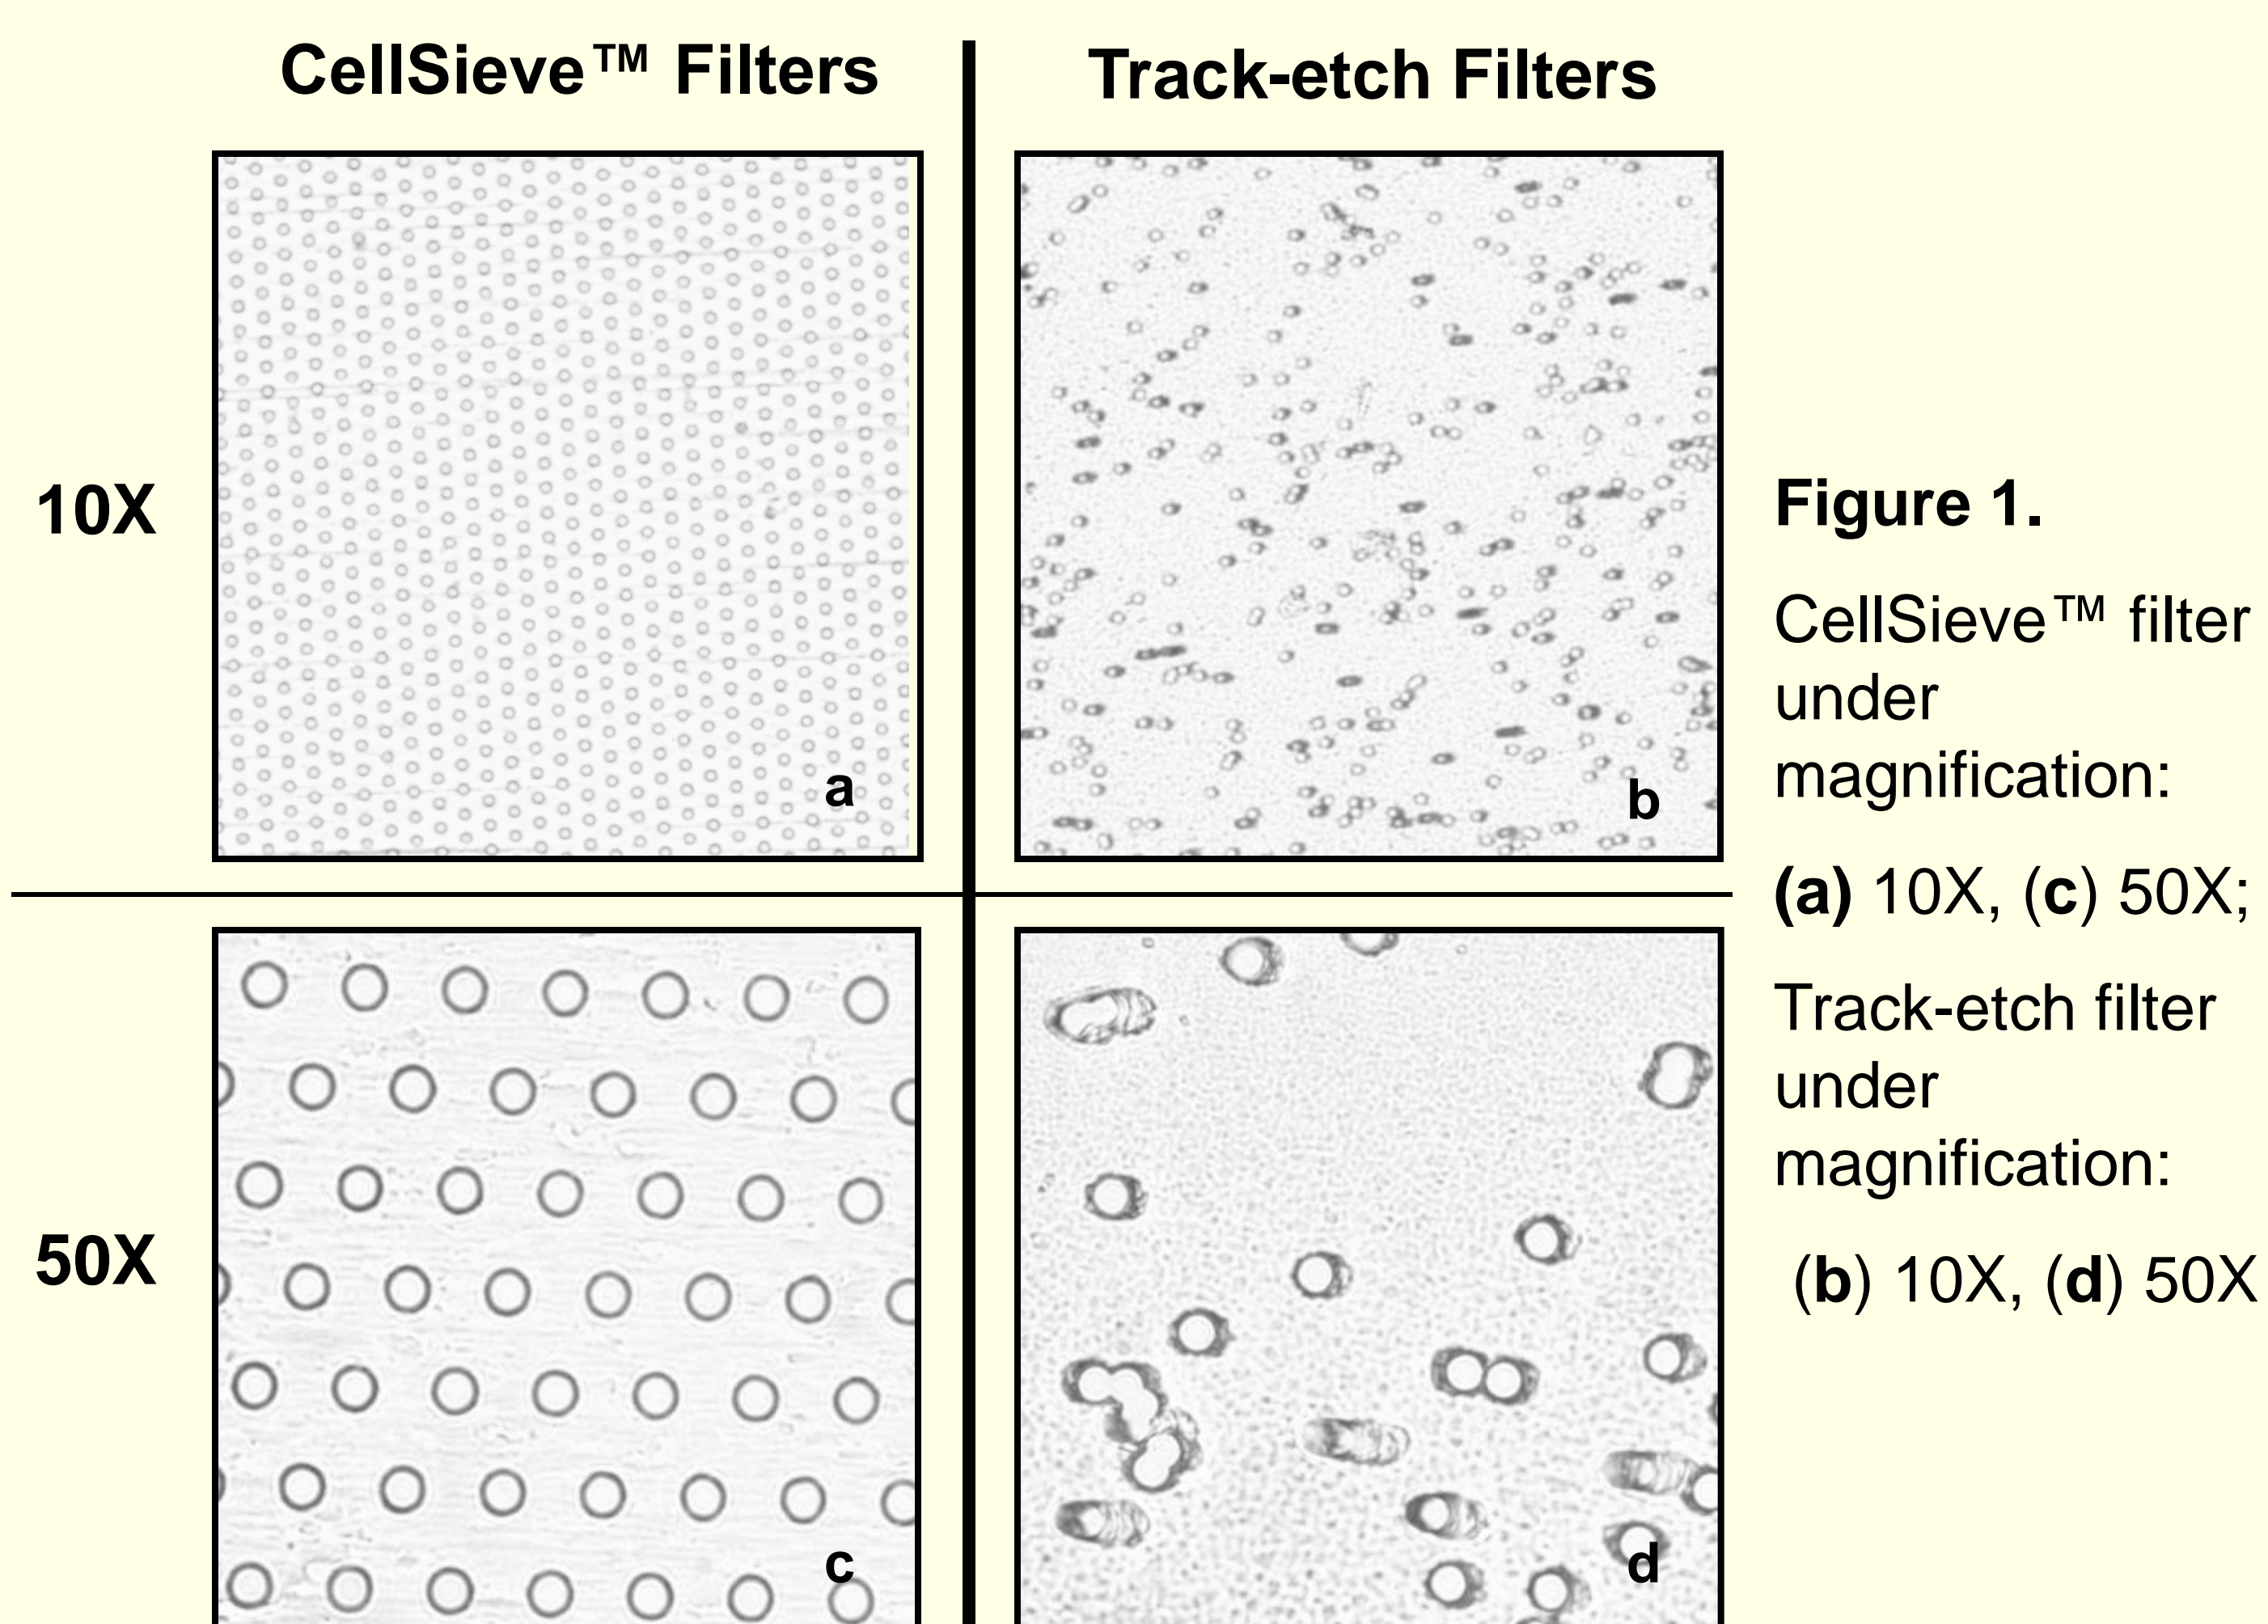 CellSieve™ Filters
Track-etch Filters
10X
a
b
50X
c
d
Figure 1.
CellSieve™ filter
under
magnification:
(a) 10X, (c) 50X;
Track-etch filter
under
magnification:
(b) 10X, (d) 50X